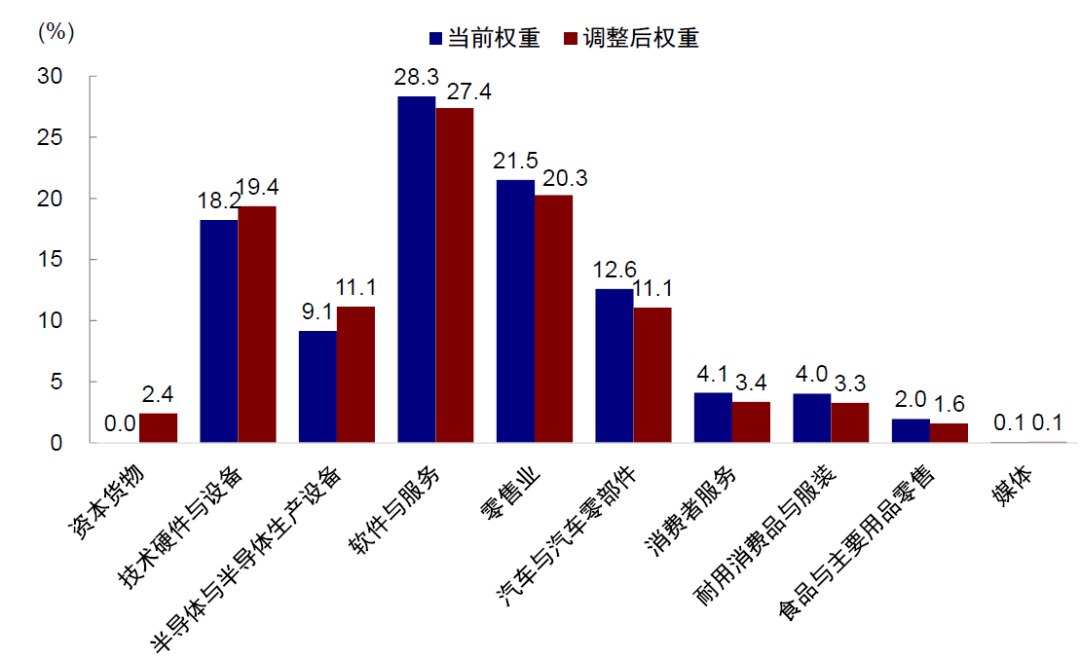 (%)
当前权重 调整后权重
30
25
20
15
10
5
0
0.0 2.4
18.2 19.4
9.1 11.1
28.3 27.4
21.5 20.3
12.6 11.1
4.1 3.4
4.0 3.3
2.0 1.6
0.1 0.1
资本货物
技术硬件与设备
半导体与半导体生产设备
软件与服务
零售业
汽车与汽车零部件
消费者服务
耐用消费品与服装
食品与主要用品零售
媒体